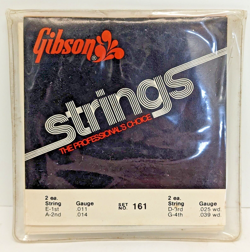 Gibson®
strings
THE PROFESSIONAL'S CHOICE
2 ea.
String Gauge
E-1st .011
A-2nd .014
SET NO. 161
2 ea.
String Gauge
D-3rd .025 wd.
G-4th .039 wd.